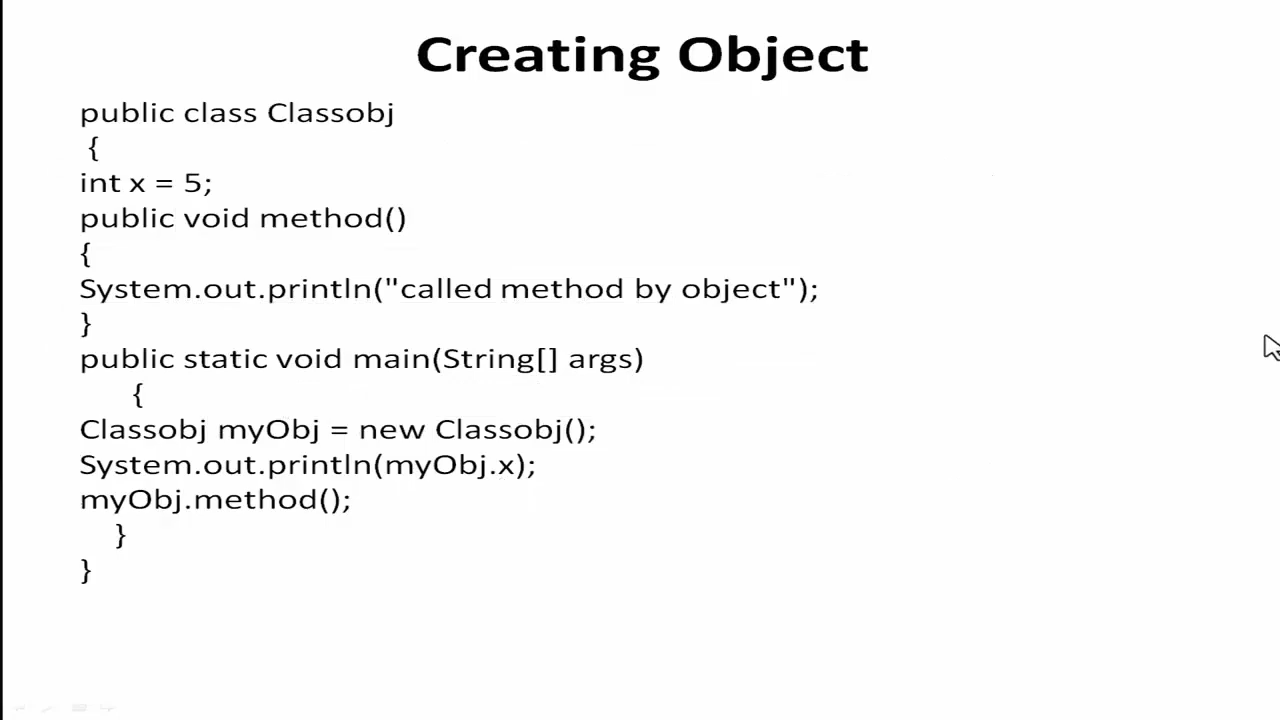 Creating Object
public class Classobj
{
int x = 5;
public void method()
{
System.out.println("called method by object");
}
public static void main(String[] args)
{
Classobj myObj = new Classobj();
System.out.println(myObj.x);
myObj.method();
}
}